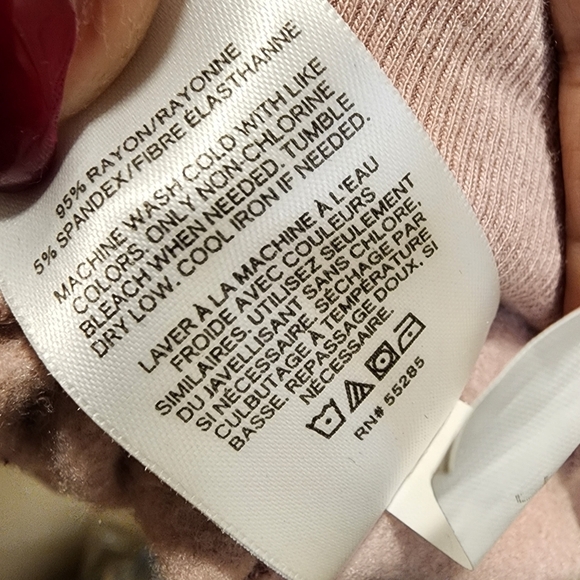 95% RAYON/RAYONNE
5% SPANDEX/FIBRE ÉLASTHANNE
MACHINE WASH COLD WITH LIKE
COLORS. ONLY NON-CHLORINE
BLEACH WHEN NEEDED. TUMBLE
DRY LOW. COOL IRON IF NEEDED.
LAVER À LA MACHINE À L'EAU
FROIDE AVEC COULEURS
SIMILAIRES. UTILISEZ SEULEMENT
DU JAVELLISANT SANS CHLORE,
SI NÉCESSAIRE. SÉCHAGE PAR
CULBUTAGE À TEMPÉRATURE
BASSE. REPASSAGE DOUX, SI
NÉCESSAIRE.
RN# 55285